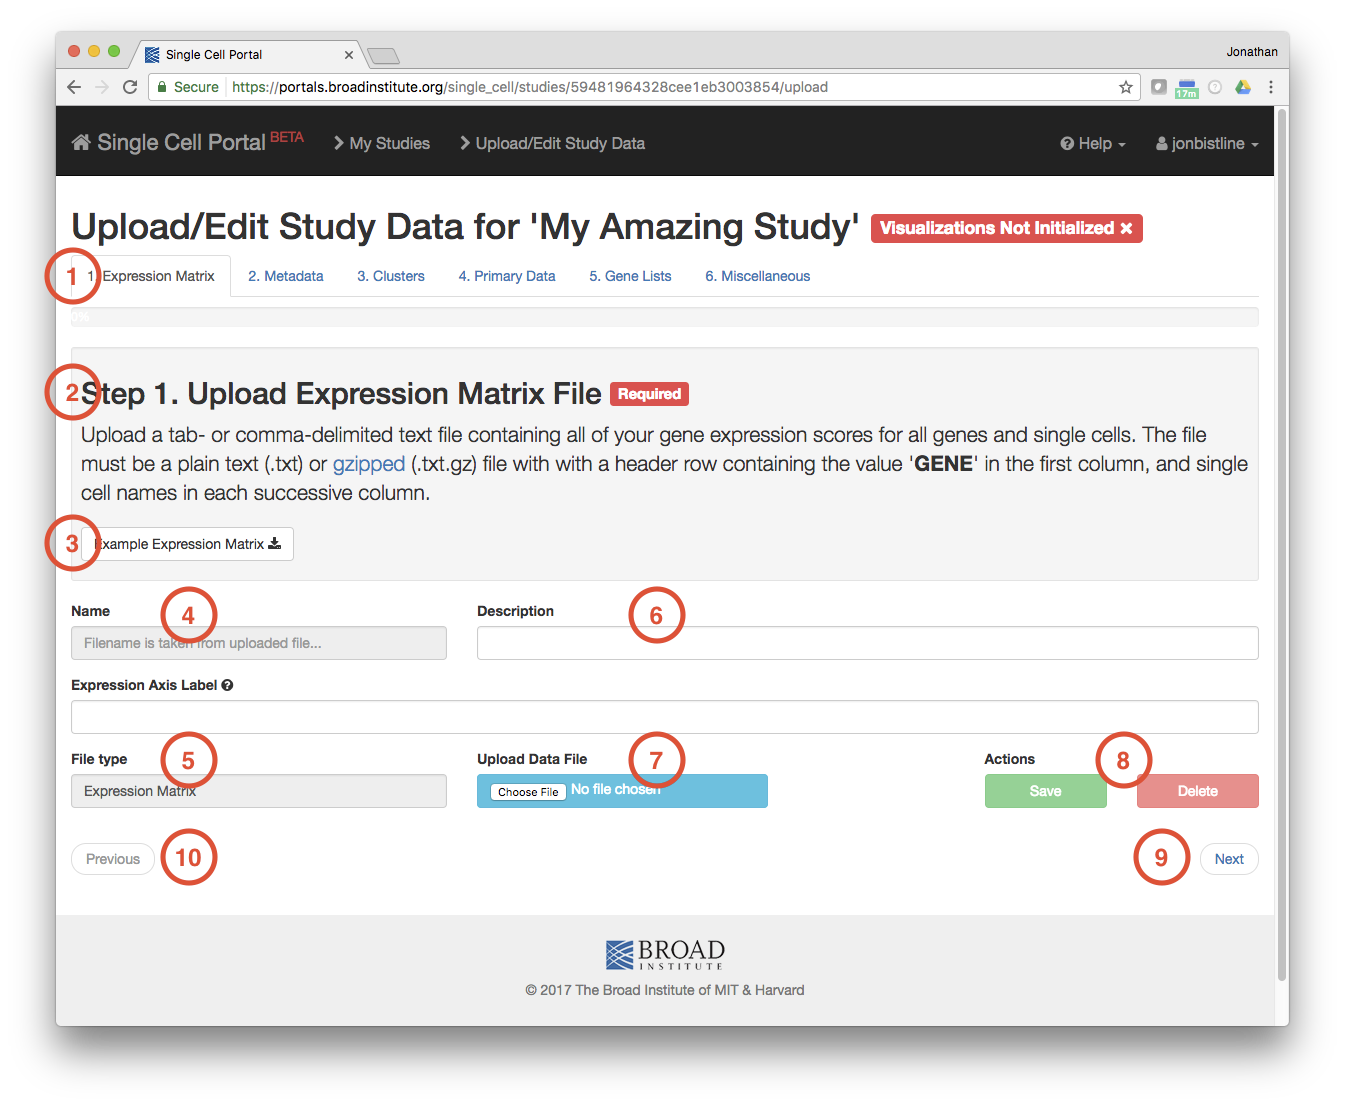 Single Cell Portal
Jonathan
Secure https://portals.broadinstitute.org/single_cell/studies/59481964328cee1eb3003854/upload
17m
Single Cell Portal BETA My Studies Upload/Edit Study Data Help jonbistline
Upload/Edit Study Data for 'My Amazing Study' Visualizations Not Initialized ×
1 1. Expression Matrix 2. Metadata 3. Clusters 4. Primary Data 5. Gene Lists 6. Miscellaneous
0%
2 Step 1. Upload Expression Matrix File Required
Upload a tab- or comma-delimited text file containing all of your gene expression scores for all genes and single cells. The file
must be a plain text (.txt) or gzipped (.txt.gz) file with with a header row containing the value 'GENE' in the first column, and single
cell names in each successive column.
3 Example Expression Matrix
Name 4 Description 6
Filename is taken from uploaded file...
Expression Axis Label
File type 5 Upload Data File 7 Actions 8
Expression Matrix Choose File No file chosen Save Delete
Previous 10 9 Next
BROAD
INSTITUTE
© 2017 The Broad Institute of MIT & Harvard